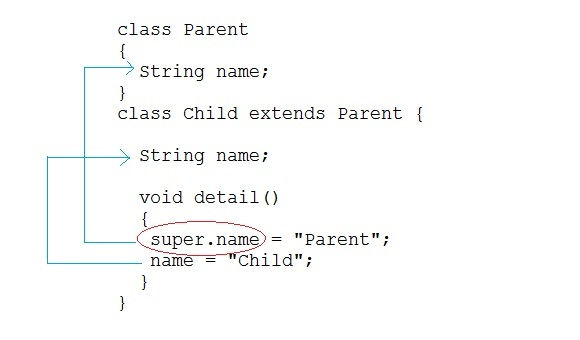 class Parent
{
String name;
}
class Child extends Parent {
String name;
void detail()
{
super.name = "Parent";
name = "Child";
}
}